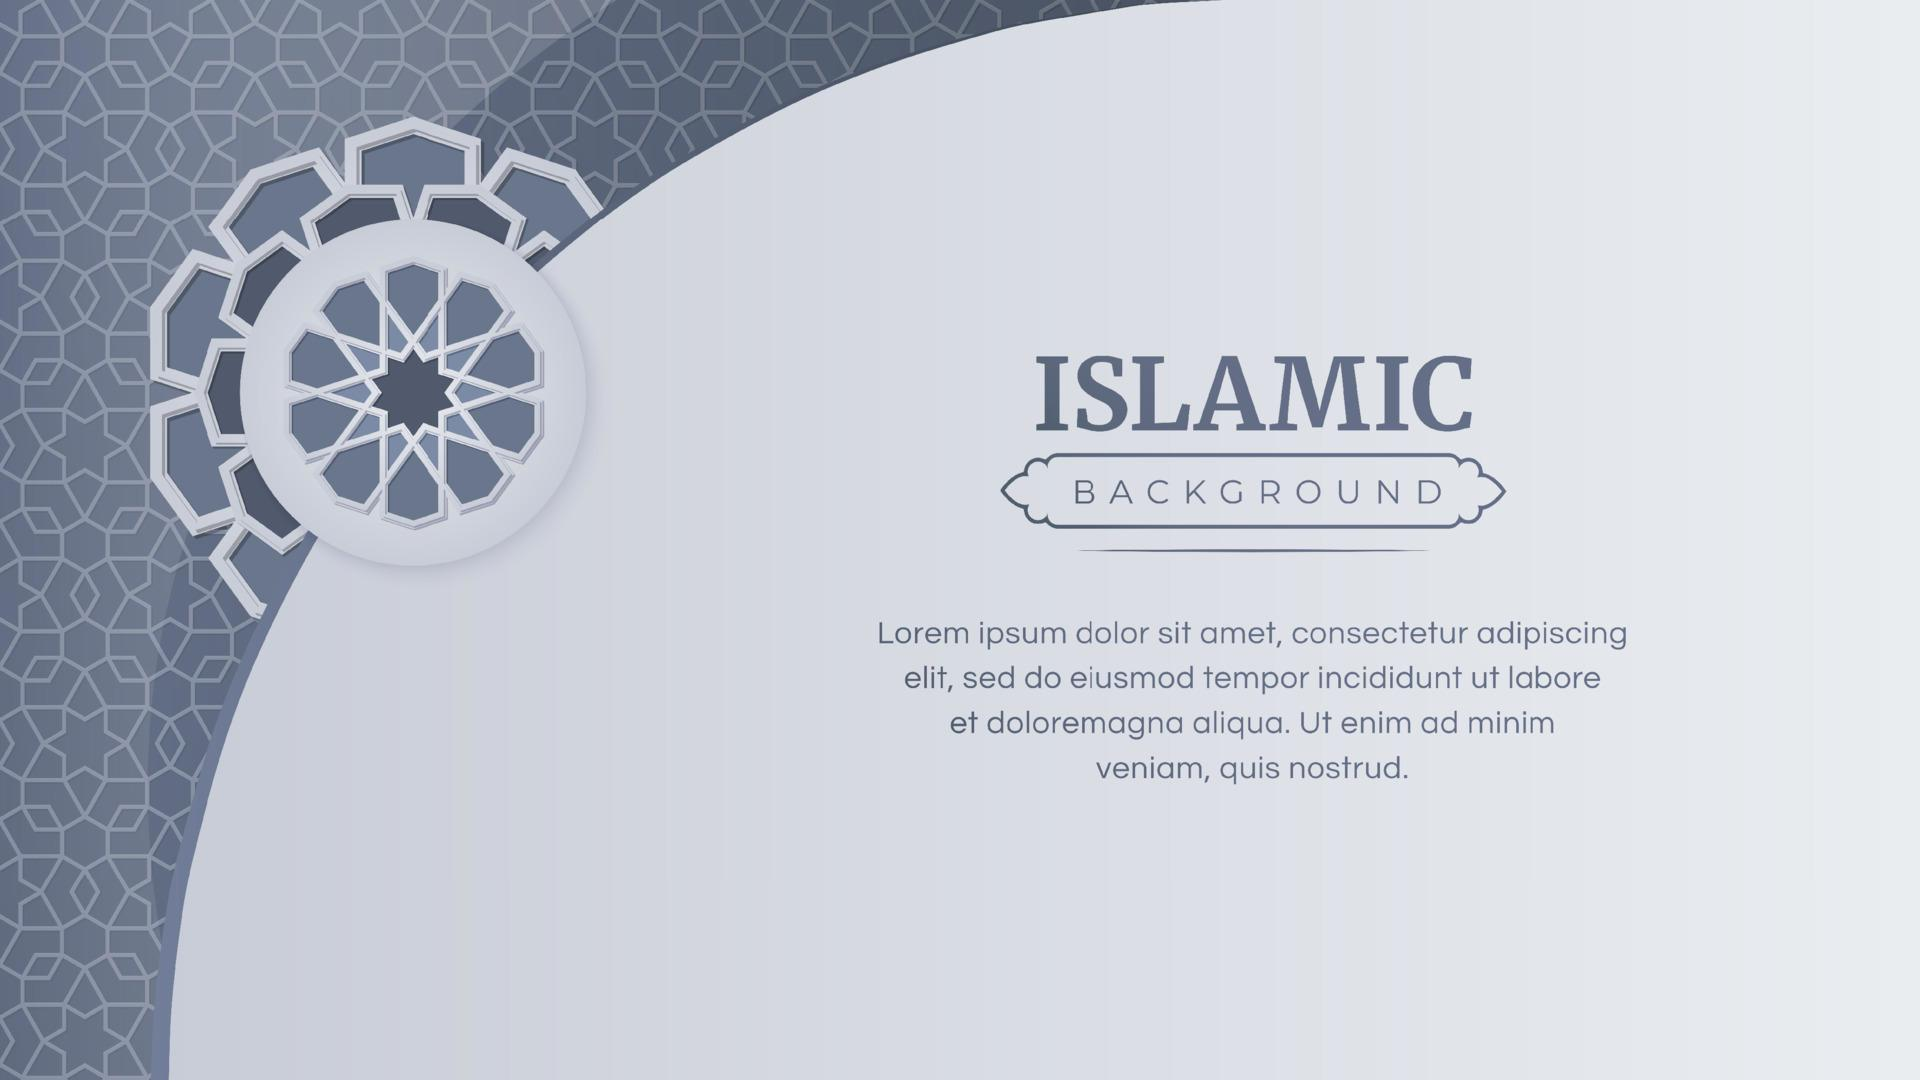 ISLAMIC
BACKGROUND
Lorem ipsum dolor sit amet, consectetur adipiscing
elit, sed do eiusmod tempor incididunt ut labore
et doloremagna aliqua. Ut enim ad minim
veniam, quis nostrud.